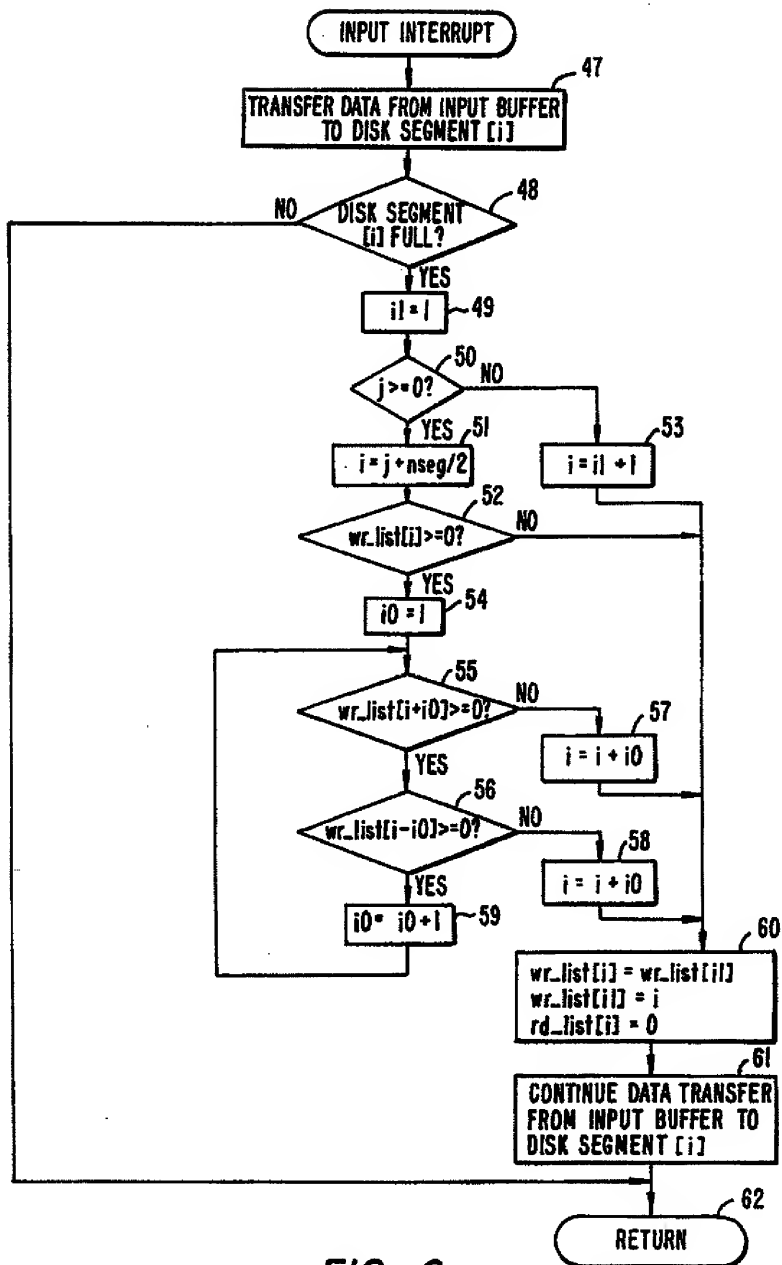 INPUT INTERRUPT
47
TRANSFER DATA FROM INPUT BUFFER
TO DISK SEGMENT [i]
48
NO
DISK SEGMENT
[i] FULL?
YES
i1 = 1
49
50
j >= 0?
NO
YES
51
i = j + nseg/2
53
i = i1 + 1
52
wr_list[i] >= 0?
NO
YES
i0 = 1
54
55
wr_list[i+i0] >= 0?
NO
57
i = i + i0
YES
56
wr_list[i-i0] >= 0?
NO
58
i = i + i0
YES
i0 = i0 + 1
59
60
wr_list[i] = wr_list[i1]
wr_list[i1] = i
rd_list[i] = 0
61
CONTINUE DATA TRANSFER
FROM INPUT BUFFER TO
DISK SEGMENT [i]
62
RETURN